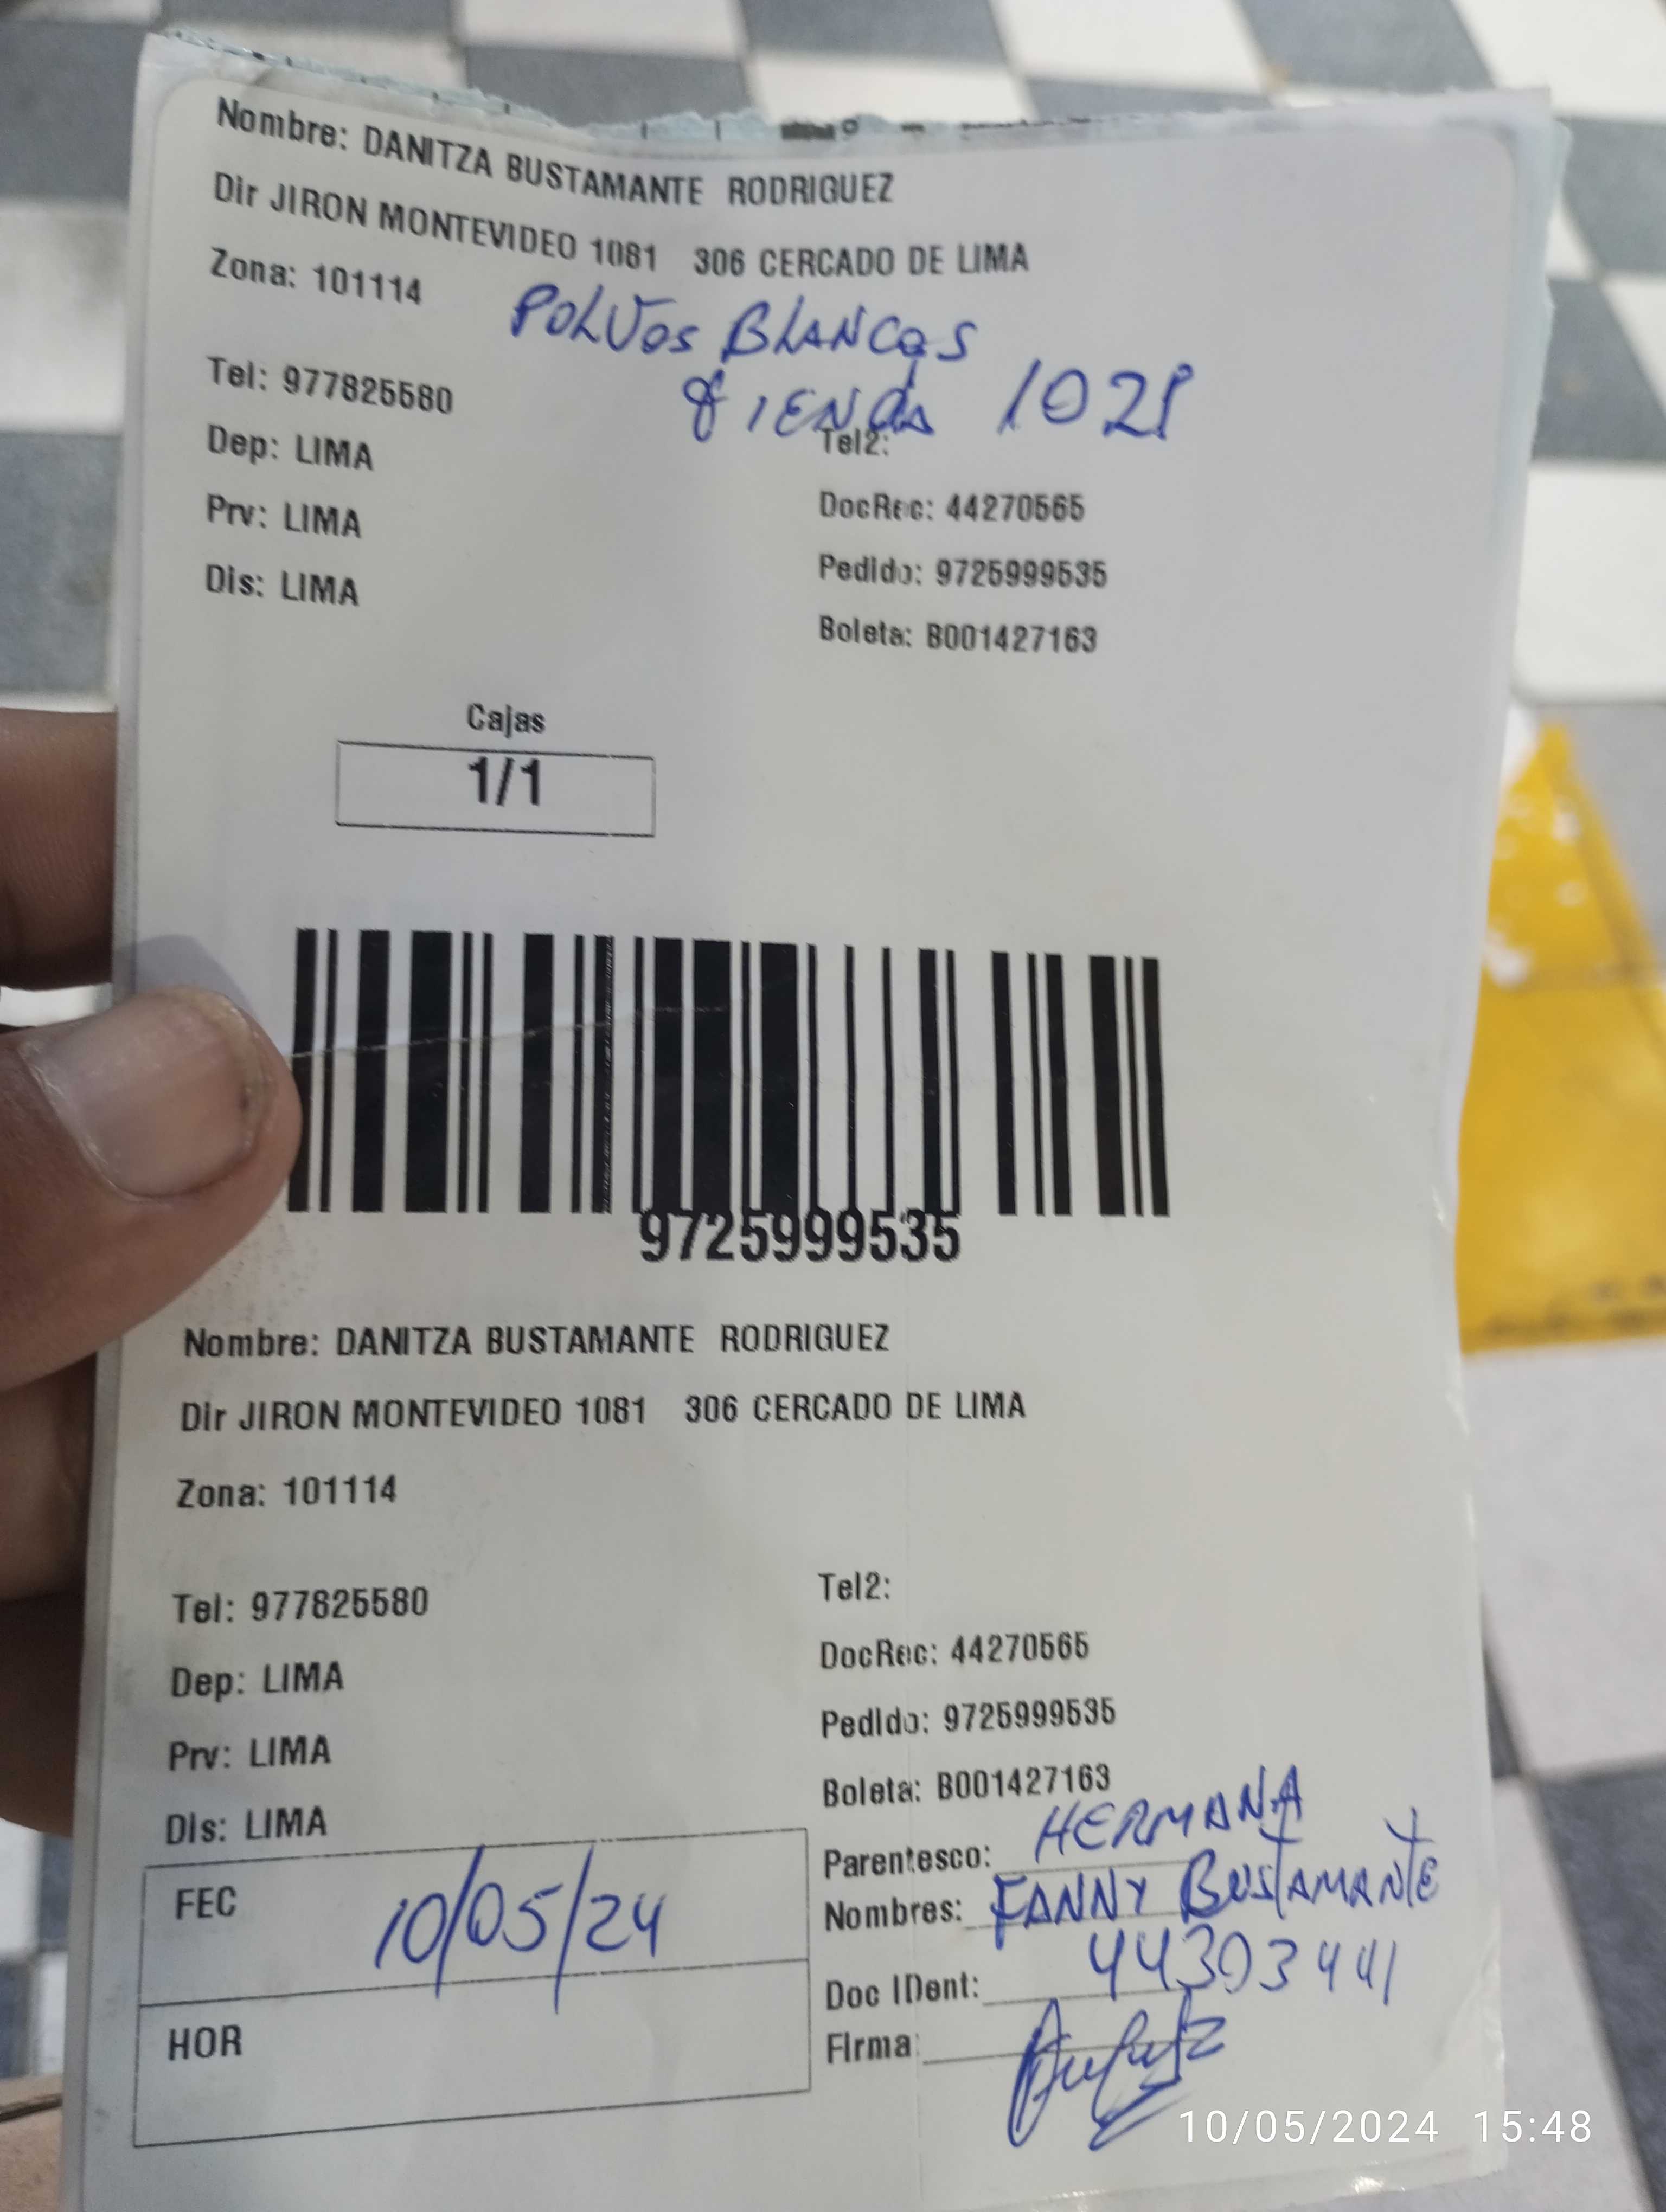 Nombre: DANITZA BUSTAMANTE RODRIGUEZ
Dir JIRON MONTEVIDEO 1081 306 CERCADO DE LIMA
Zona: 101114
POLVOS BLANCOS
TIENDA
Tel: 977825580
Tel2:
Dep: LIMA
DocRec: 44270565
Prv: LIMA
Pedido: 9725999535
Dis: LIMA
Boleta: B001427163
Cajas
1/1
9725999535
Nombre: DANITZA BUSTAMANTE RODRIGUEZ
Dir JIRON MONTEVIDEO 1081 306 CERCADO DE LIMA
Zona: 101114
Tel: 977825580
Tel2:
Dep: LIMA
DocRec: 44270565
Prv: LIMA
Pedido: 9725999535
Dis: LIMA
Boleta: B001427163
FEC 10/05/24
HOR
Parentesco: HERMANA
Nombres: FANNY BUSTAMANTE
Doc IDent: 44303441
Firma:
10/05/2024 15:48